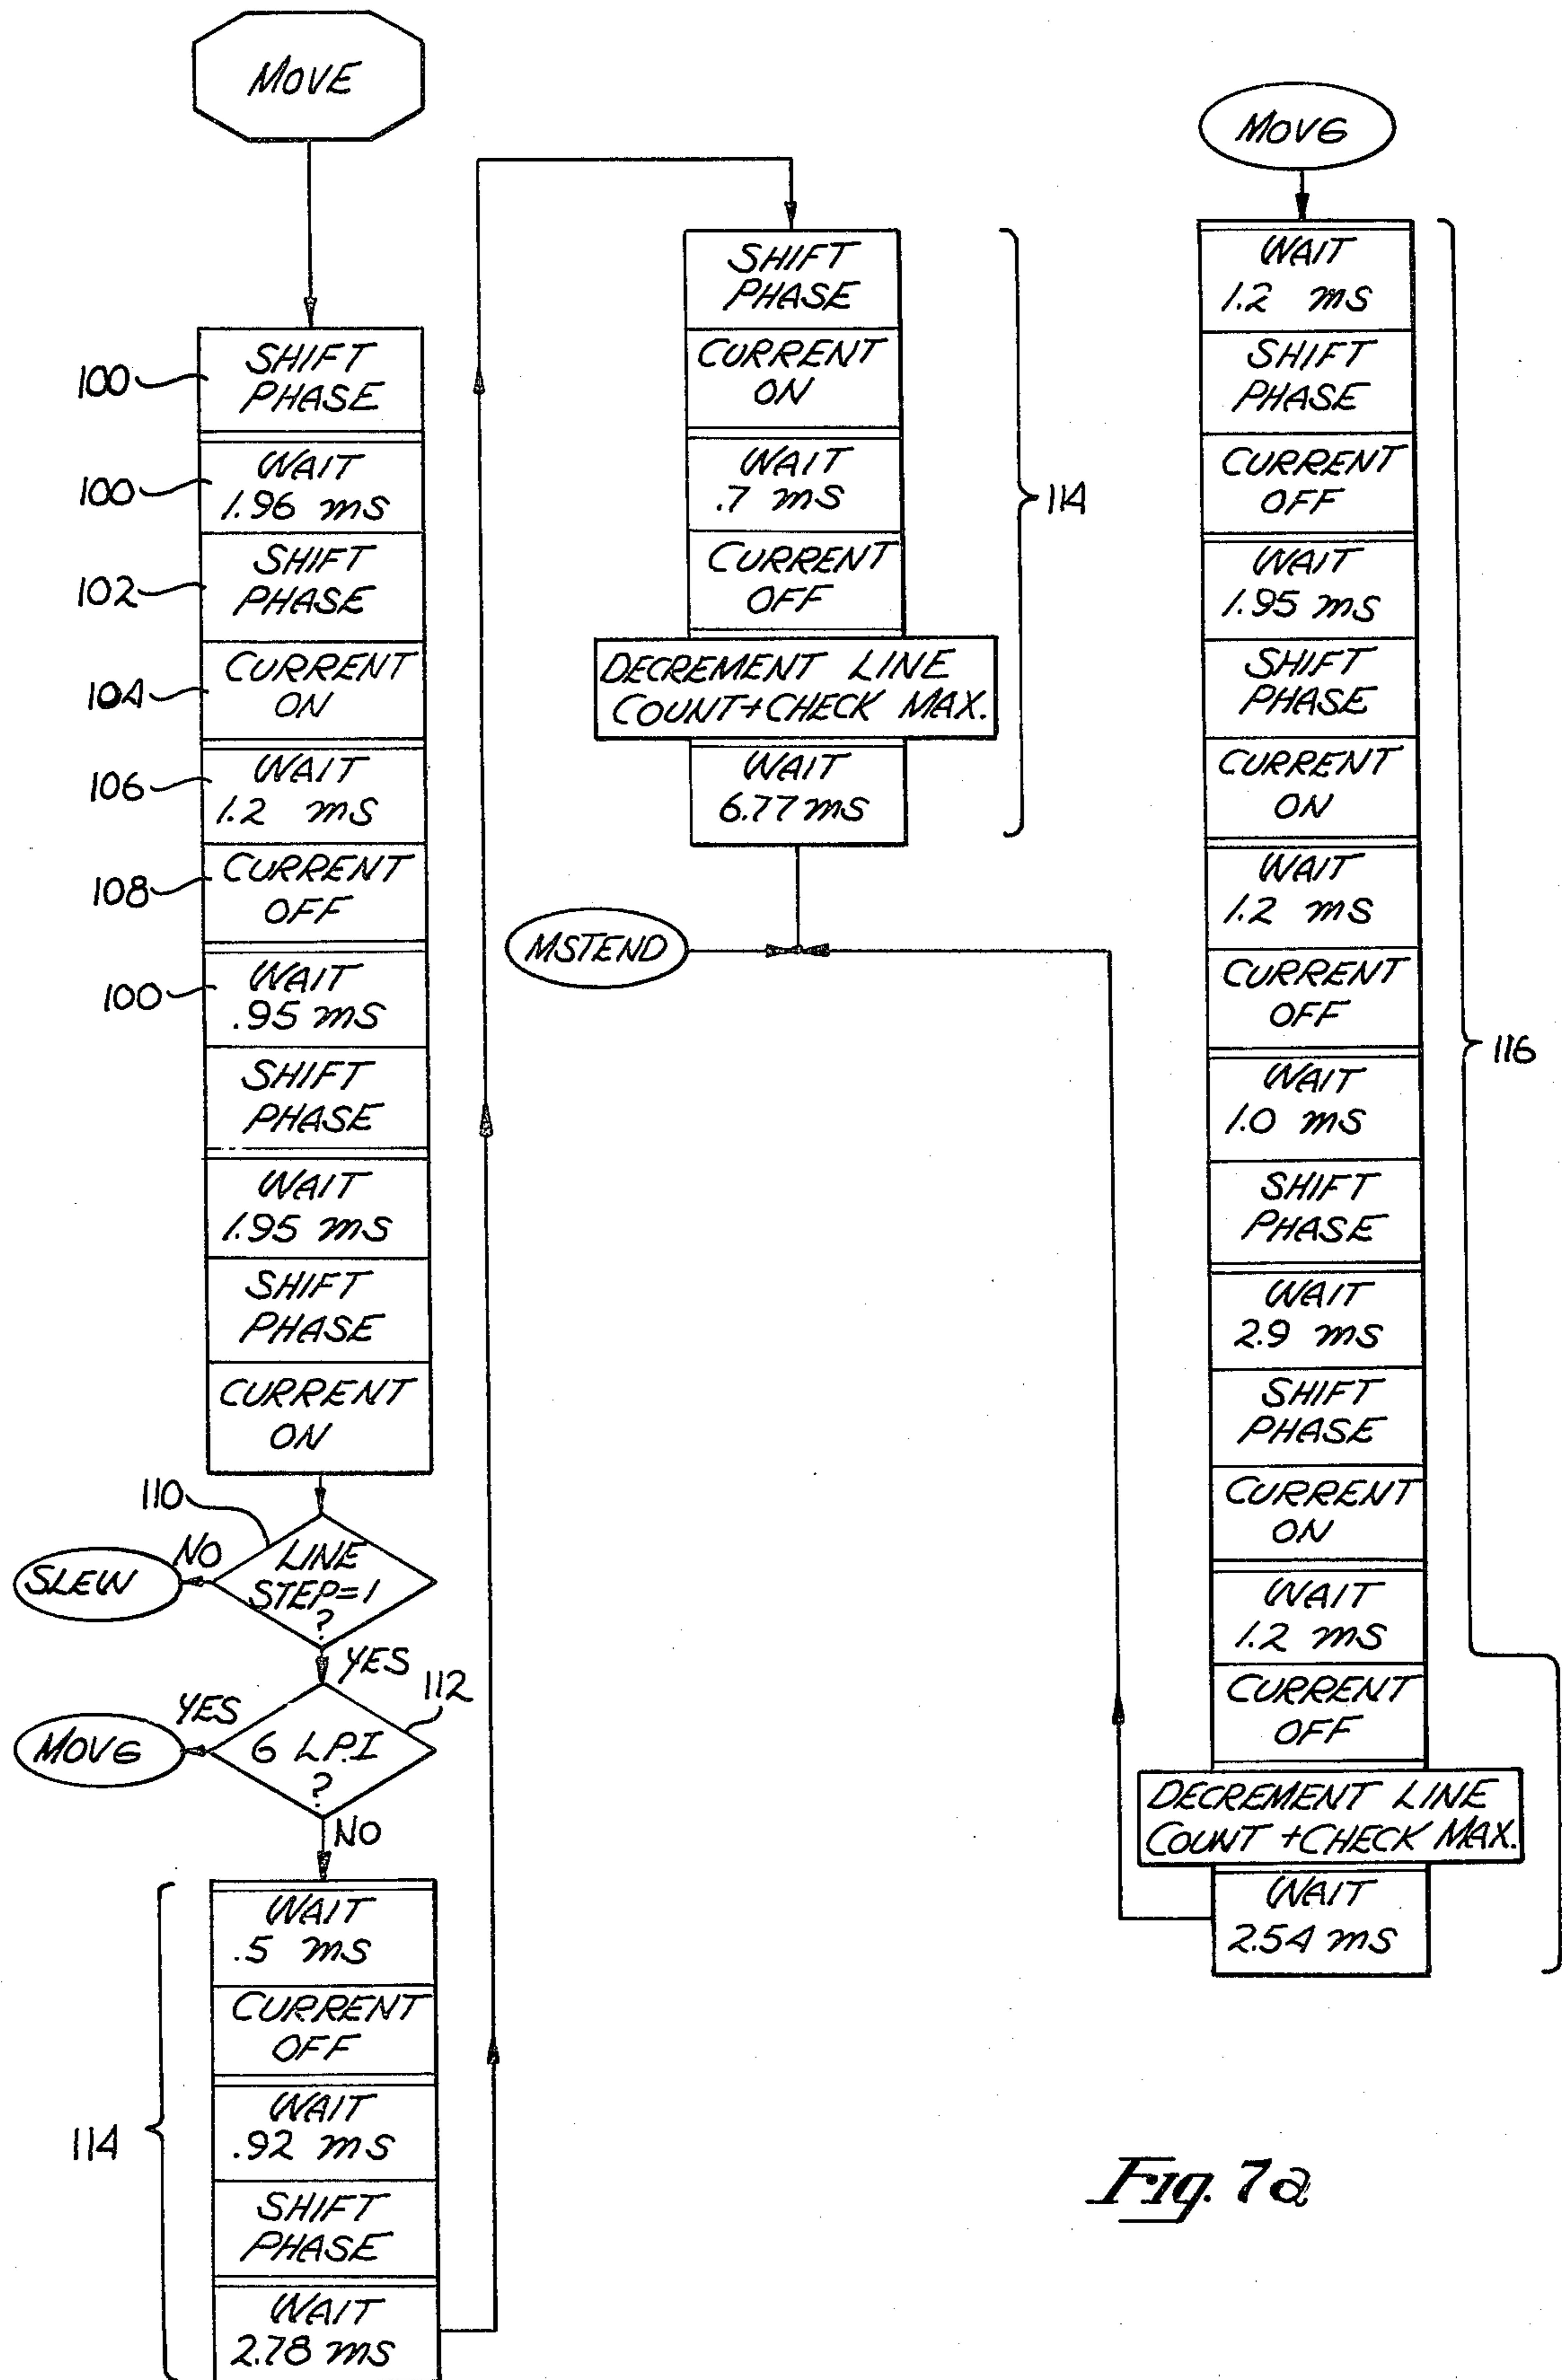 MOVE
100
SHIFT
PHASE
100
WAIT
1.96 ms
102
SHIFT
PHASE
104
CURRENT
ON
106
WAIT
1.2 ms
108
CURRENT
OFF
100
WAIT
.95 ms
SHIFT
PHASE
WAIT
1.95 ms
SHIFT
PHASE
CURRENT
ON
110
LINE
STEP=1
?
NO
SLEW
YES
112
6 L.P.I
?
YES
MOV6
NO
114
WAIT
.5 ms
CURRENT
OFF
WAIT
.92 ms
SHIFT
PHASE
WAIT
2.78 ms
SHIFT
PHASE
CURRENT
ON
WAIT
.7 ms
CURRENT
OFF
DECREMENT LINE
COUNT+CHECK MAX.
WAIT
6.77 ms
114
MSTEND
MOV6
WAIT
1.2 ms
SHIFT
PHASE
CURRENT
OFF
WAIT
1.95 ms
SHIFT
PHASE
CURRENT
ON
WAIT
1.2 ms
CURRENT
OFF
WAIT
1.0 ms
SHIFT
PHASE
WAIT
2.9 ms
SHIFT
PHASE
CURRENT
ON
WAIT
1.2 ms
CURRENT
OFF
DECREMENT LINE
COUNT +CHECK MAX.
WAIT
2.54 ms
116
Fig. 7a